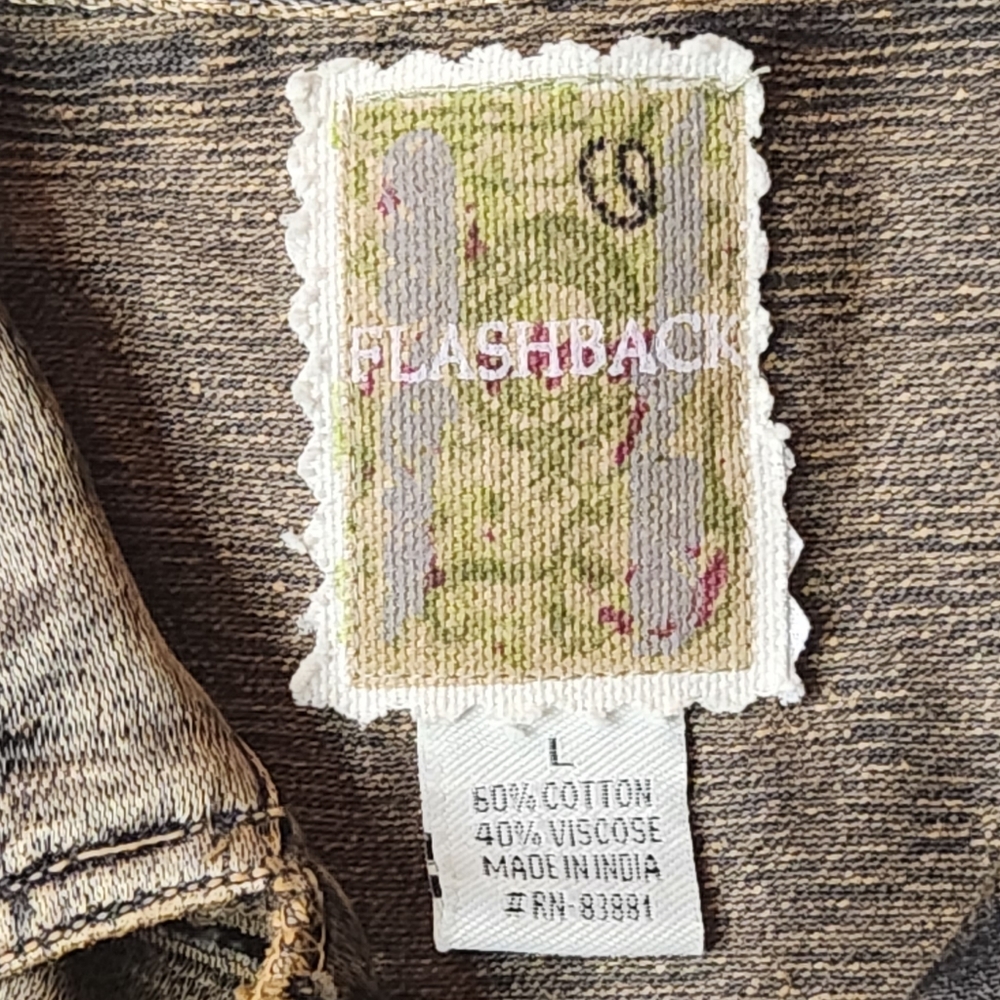 FLASHBACK
L
60% COTTON
40% VISCOSE
MADE IN INDIA
#RN-83881